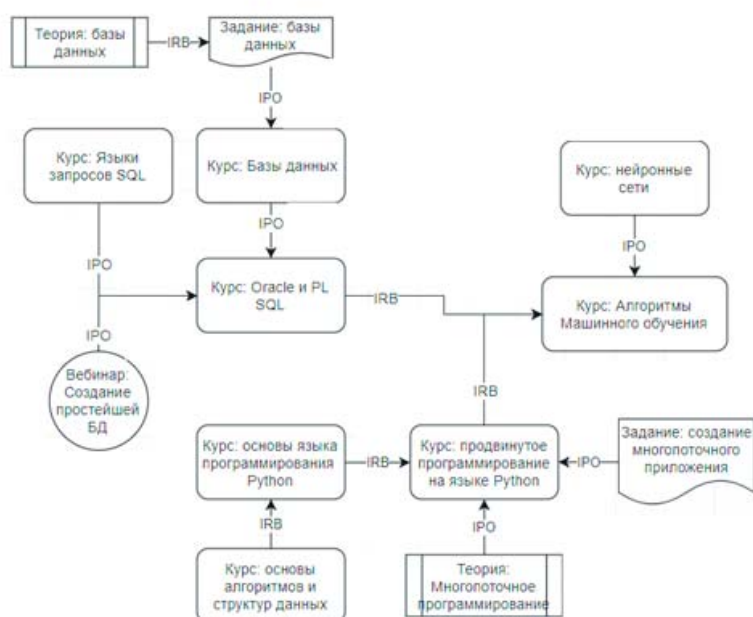 Теория: базы
данных
IRB
Задание: базы
данных
IPO
Курс: Языки
запросов SQL
Курс: Базы данных
Курс: нейронные
сети
IPO
IPO
IPO
Курс: Oracle и PL
SQL
IRB
Курс: Алгоритмы
Машинного обучения
IPO
Вебинар:
Создание
простейшей
БД
IRB
Курс: основы языка
программирования
Python
IRB
Курс: продвинутое
программирование
на языке Python
IPO
Задание: создание
многопоточного
приложения
IRB
IPO
Курс: основы
алгоритмов и
структур данных
Теория:
Многопоточное
программирование